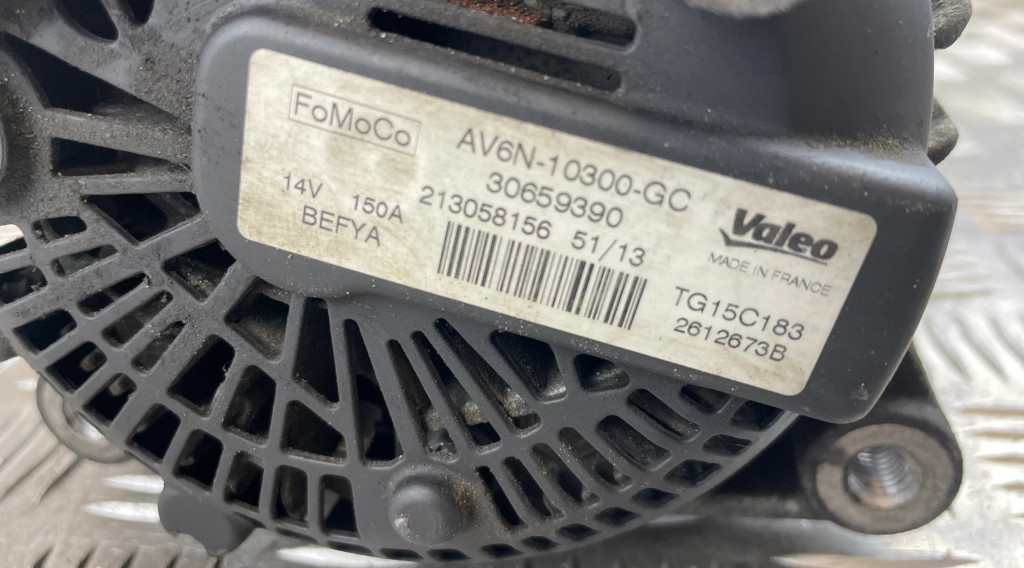 FoMoCo
AV6N-10300-GC
30659390
14V 150A 213058156 51/13
BEFYA
Valeo
MADE IN FRANCE
TG15C183
2612673B